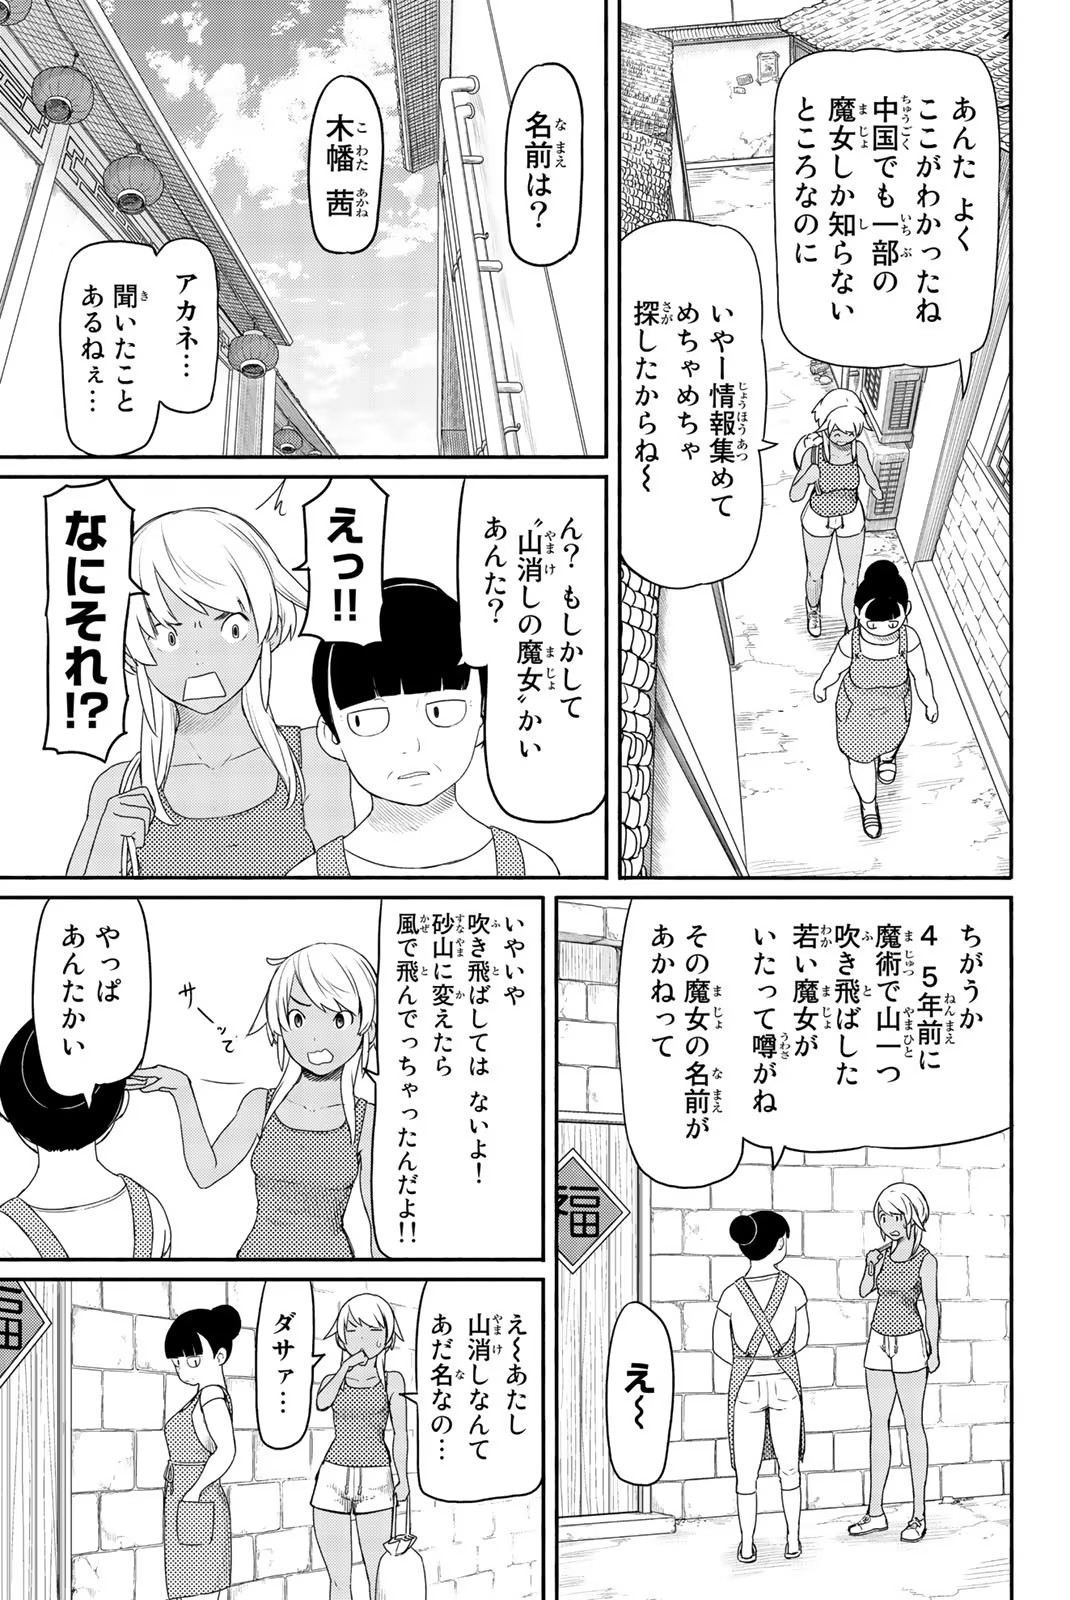 あんた よく
ここがわかったね
中国でも一部の
魔女しか知らない
ところなのに
いやー情報集めて
めちゃめちゃ
探したからね〜
名前は？
木幡 茜
アカネ…
聞いたこと
あるねぇ…
ん？ もしかして
〝山消しの魔女〟かい
あんた？
えっ!!
なにそれ!?
ちがうか
4 5年前に
魔術で山一つ
吹き飛ばした
若い魔女が
いたって噂がね
その魔女の名前が
あかねって
え〜
いやいや
吹き飛ばしては ないよ！
砂山に変えたら
風で飛んでっちゃったんだよ!!
サーッて
やっぱ
あんたかい
え〜あたし
山消しなんて
あだ名なの…
ダサァ…
福
福